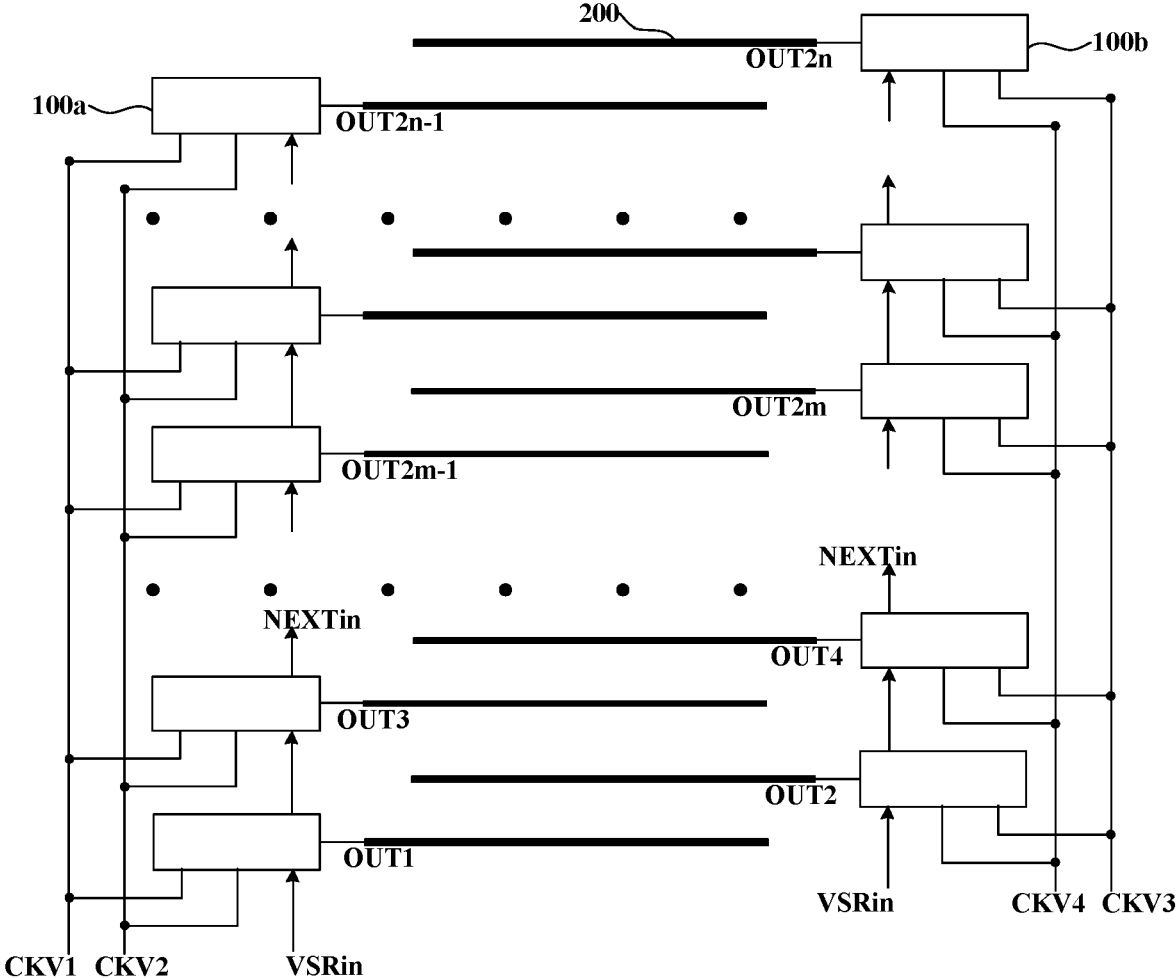 200
OUT2n
100b
100a
OUT2n-1
OUT2m
OUT2m-1
NEXTin
NEXTin
OUT4
OUT3
OUT2
OUT1
VSRin
CKV4
CKV3
CKV1
CKV2
VSRin